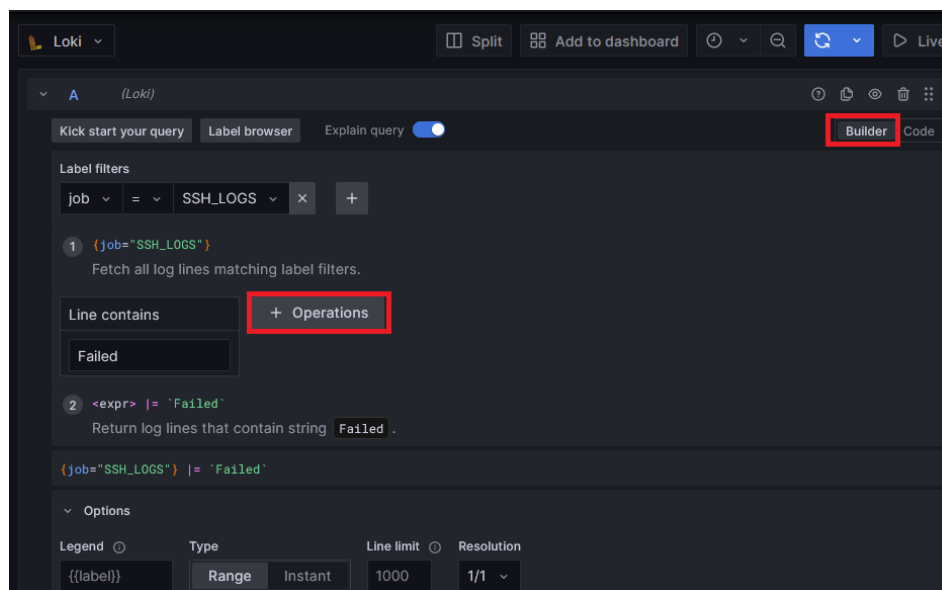 Loki Split Add to dashboard Live
A (Loki)
Kick start your query Label browser Explain query Builder Code
Label filters
job = SSH_LOGS × +
1 {job="SSH_LOGS"}
Fetch all log lines matching label filters.
Line contains + Operations
Failed
2 <expr> |= `Failed`
Return log lines that contain string Failed .
{job="SSH_LOGS"} |= `Failed`
Options
Legend Type Line limit Resolution
{{label}} Range Instant 1000 1/1